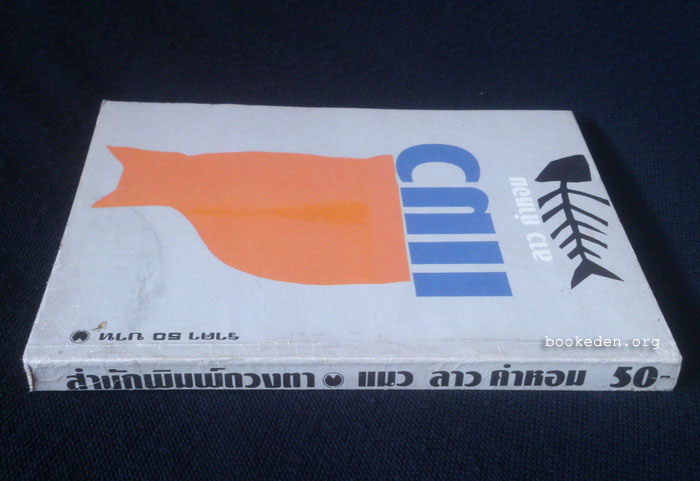 ลาว คำหอม
แมว
ราคา 50 บาท
bookeden.org
สำนักพิมพ์ดวงตา แมว ลาว คำหอม 50-